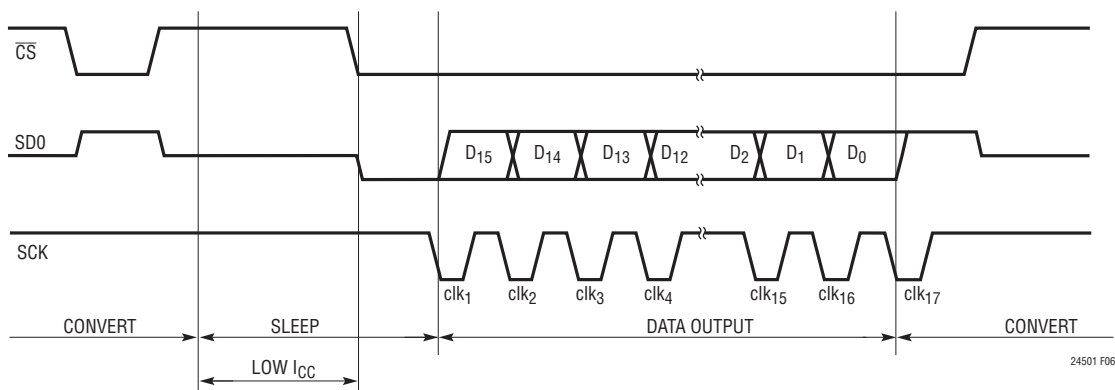 CS
SD0
D15 D14 D13 D12 D2 D1 D0
SCK
clk1 clk2 clk3 clk4 clk15 clk16 clk17
CONVERT SLEEP DATA OUTPUT CONVERT
LOW ICC
24501 F06